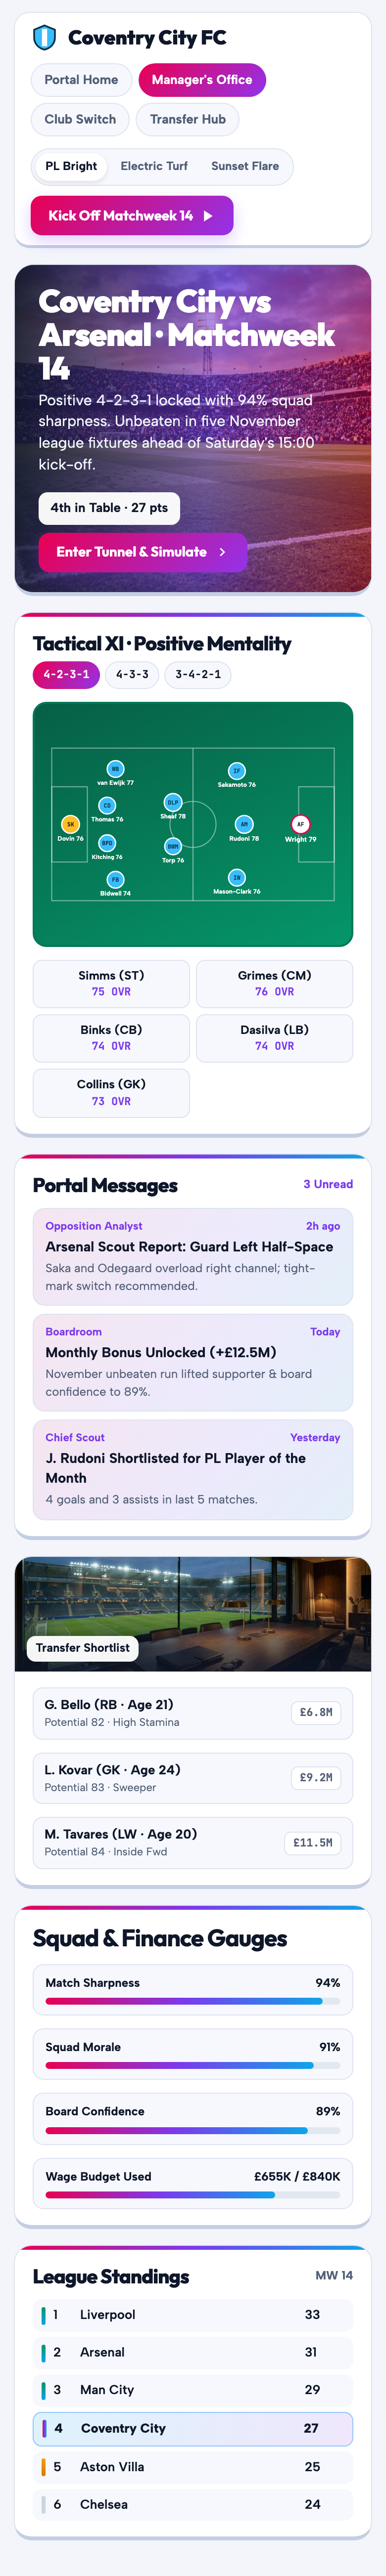 Coventry City FC
Portal Home
Manager's Office
Club Switch
Transfer Hub
PL Bright
Electric Turf
Sunset Flare
Kick Off Matchweek 14
Coventry City vs
Arsenal · Matchweek
14
Positive 4-2-3-1 locked with 94% squad
sharpness. Unbeaten in five November
league fixtures ahead of Saturday's 15:00
kick-off.
4th in Table · 27 pts
Enter Tunnel & Simulate
Tactical XI · Positive Mentality
4-2-3-1
4-3-3
3-4-2-1
WB
van Ewijk 77
IF
Sakamoto 76
CD
Thomas 76
DLP
Sheaf 78
SK
Dovin 76
AM
Rudoni 78
AF
Wright 79
BPD
Kitching 76
BWM
Torp 76
FB
Bidwell 74
IW
Mason-Clark 76
Simms (ST)
75 OVR
Grimes (CM)
76 OVR
Binks (CB)
74 OVR
Dasilva (LB)
74 OVR
Collins (GK)
73 OVR
Portal Messages
3 Unread
Opposition Analyst
2h ago
Arsenal Scout Report: Guard Left Half-Space
Saka and Odegaard overload right channel; tight-
mark switch recommended.
Boardroom
Today
Monthly Bonus Unlocked (+£12.5M)
November unbeaten run lifted supporter & board
confidence to 89%.
Chief Scout
Yesterday
J. Rudoni Shortlisted for PL Player of the
Month
4 goals and 3 assists in last 5 matches.
Transfer Shortlist
G. Bello (RB · Age 21)
Potential 82 · High Stamina
£6.8M
L. Kovar (GK · Age 24)
Potential 83 · Sweeper
£9.2M
M. Tavares (LW · Age 20)
Potential 84 · Inside Fwd
£11.5M
Squad & Finance Gauges
Match Sharpness
94%
Squad Morale
91%
Board Confidence
89%
Wage Budget Used
£655K / £840K
League Standings
MW 14
1 Liverpool 33
2 Arsenal 31
3 Man City 29
4 Coventry City 27
5 Aston Villa 25
6 Chelsea 24